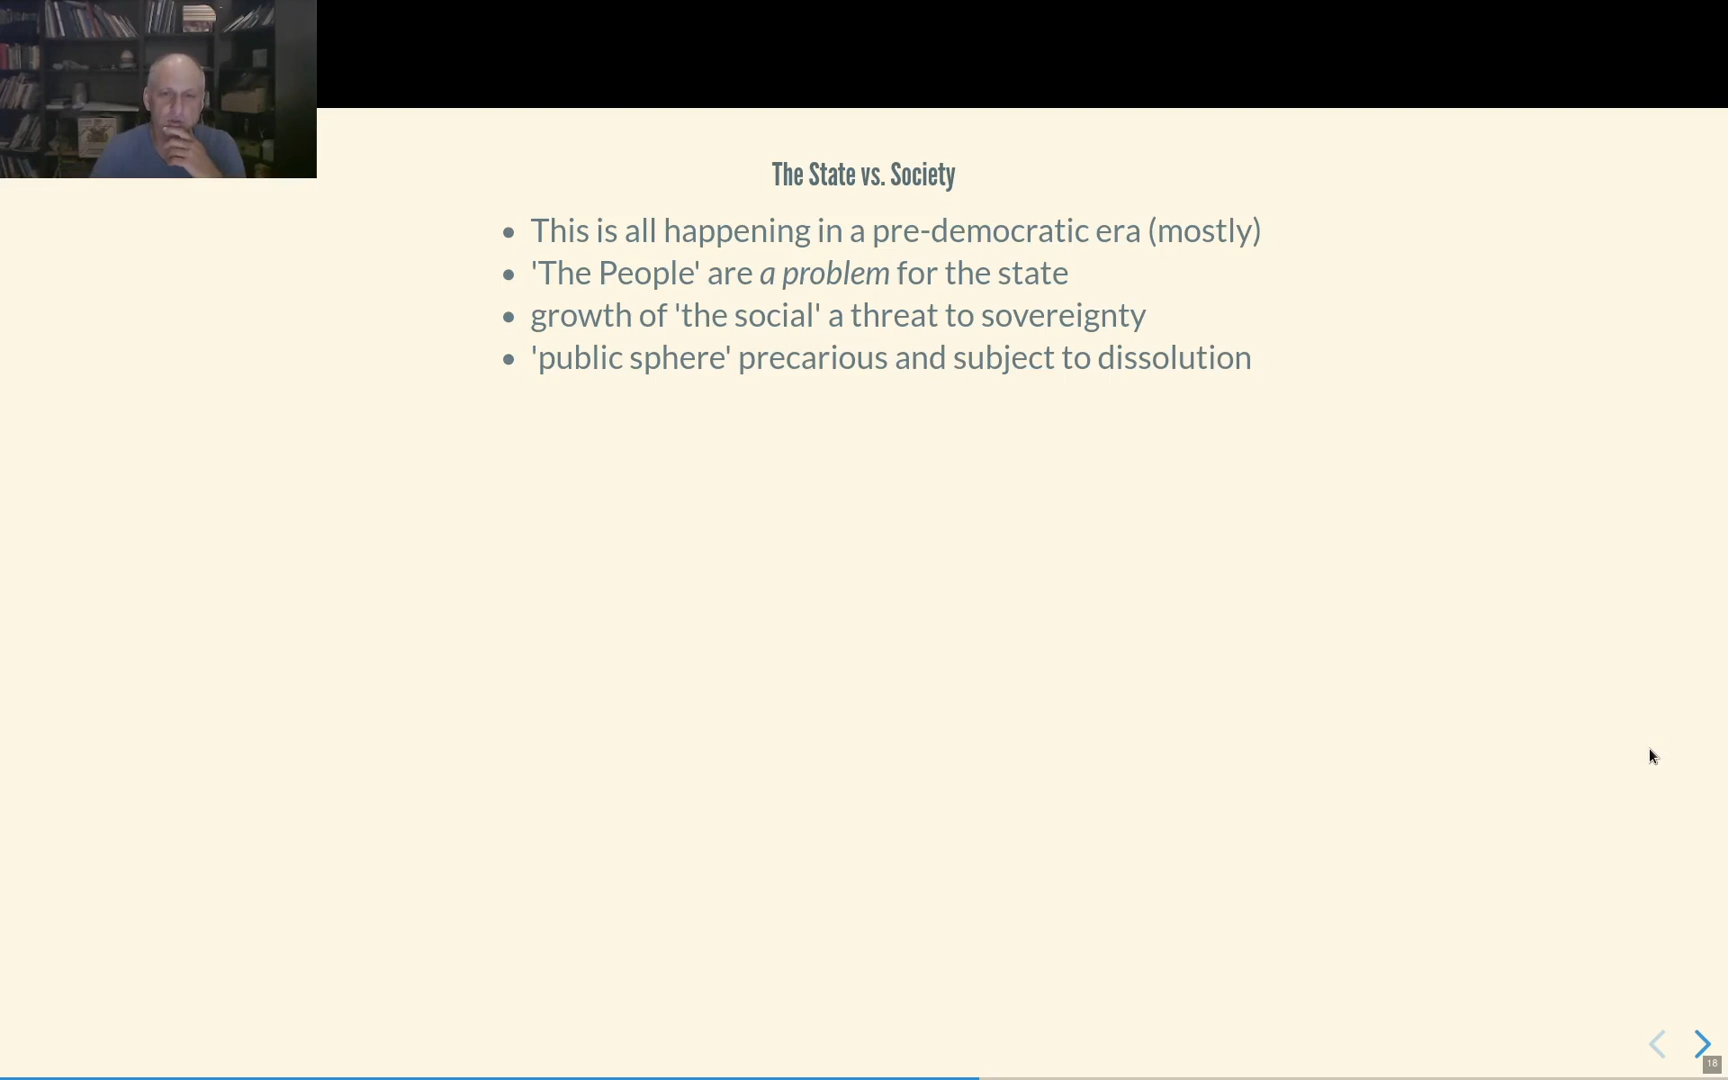 The State vs. Society
This is all happening in a pre-democratic era (mostly)
'The People' are a problem for the state
growth of 'the social' a threat to sovereignty
'public sphere' precarious and subject to dissolution
18